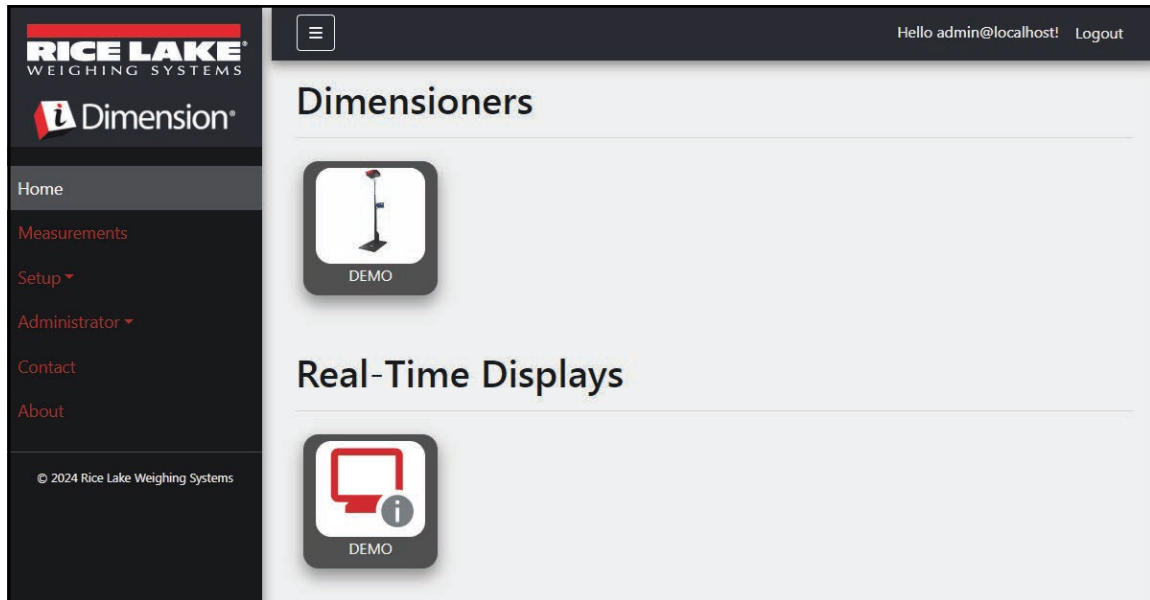 RICE LAKE®
WEIGHING SYSTEMS
i Dimension®
Home
Measurements
Setup
Administrator
Contact
About
© 2024 Rice Lake Weighing Systems
Hello admin@localhost! Logout
Dimensioners
DEMO
Real-Time Displays
i
DEMO